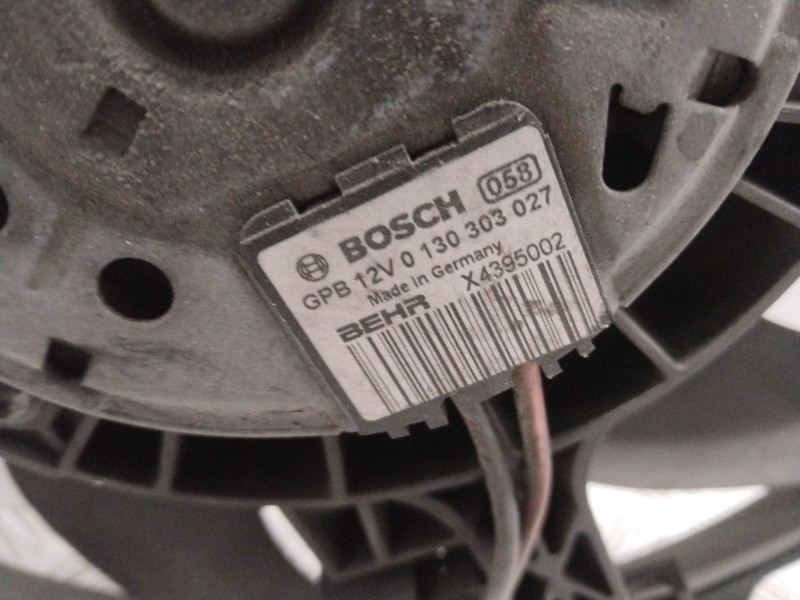 BOSCH 058
GPB 12V 0 130 303 027
Made in Germany
BEHR X4395002